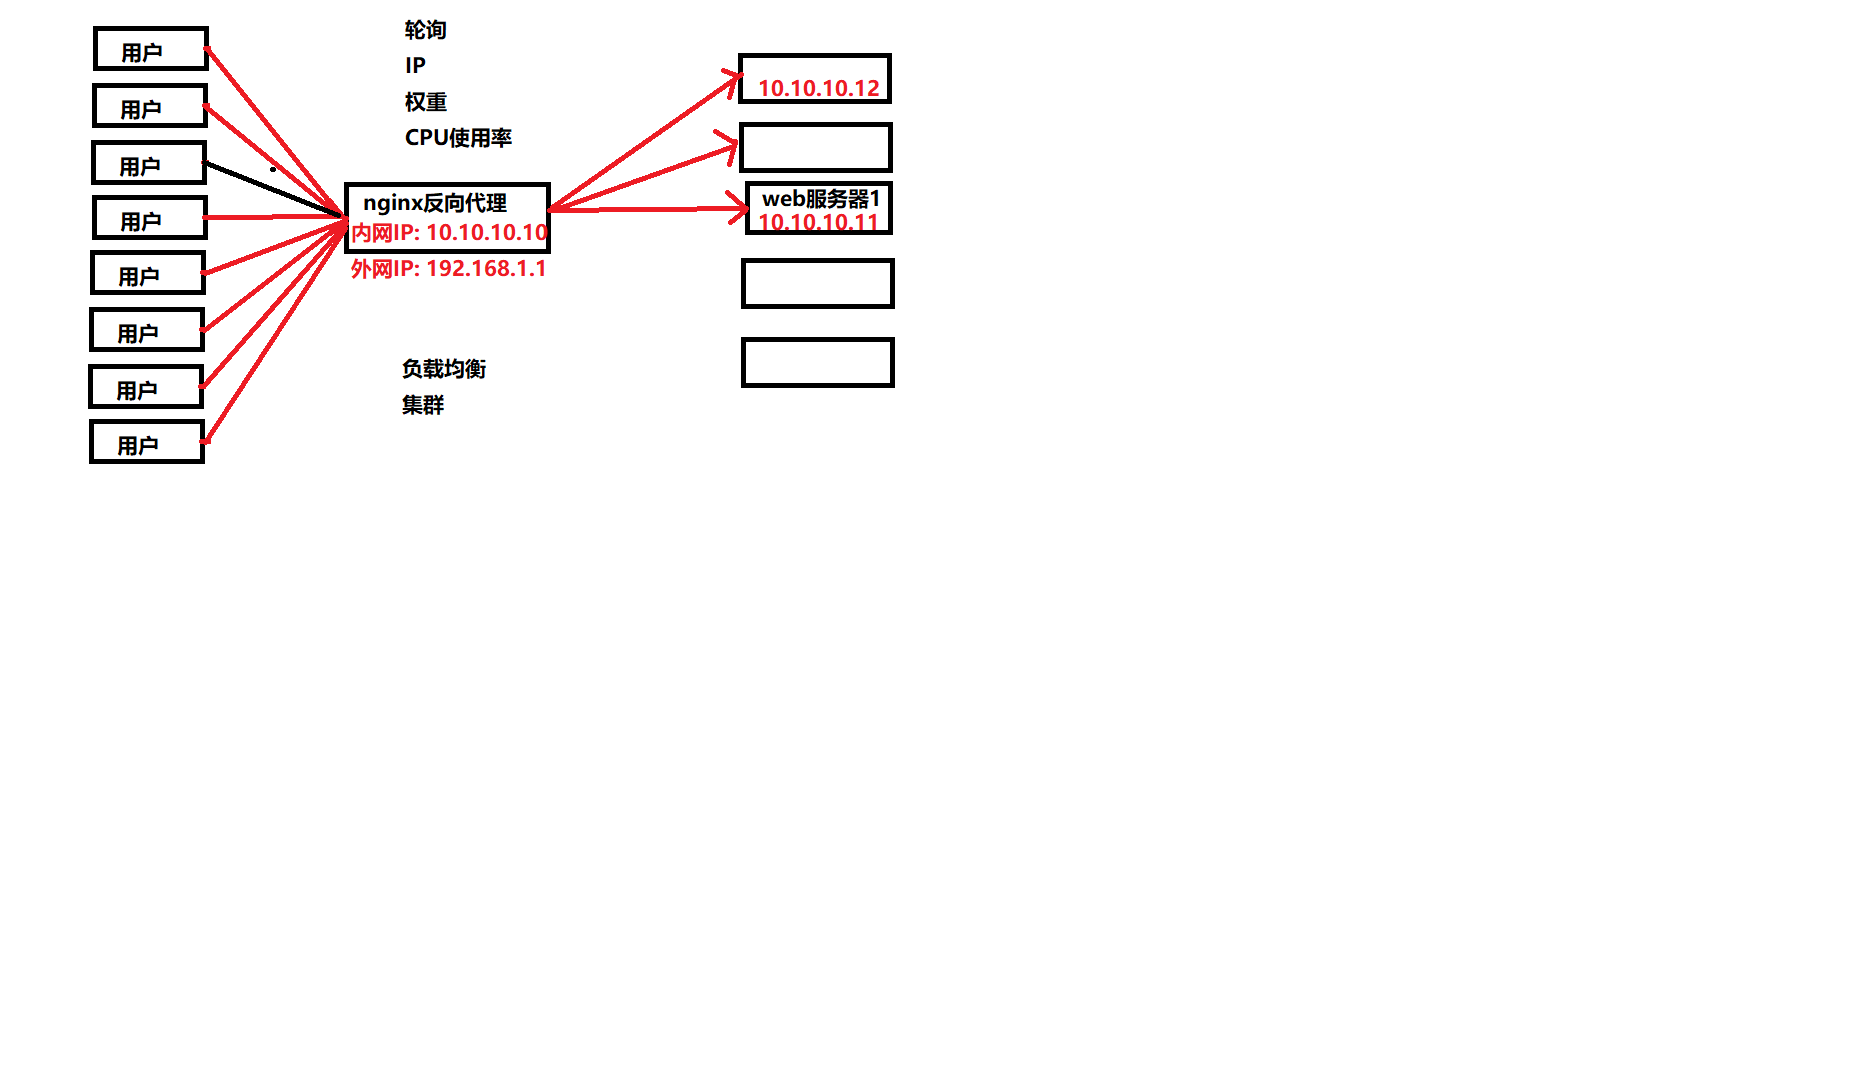 用户
用户
用户
用户
用户
用户
用户
用户
轮询
IP
权重
CPU使用率
nginx反向代理
内网IP: 10.10.10.10
外网IP: 192.168.1.1
负载均衡
集群
10.10.10.12
web服务器1
10.10.10.11